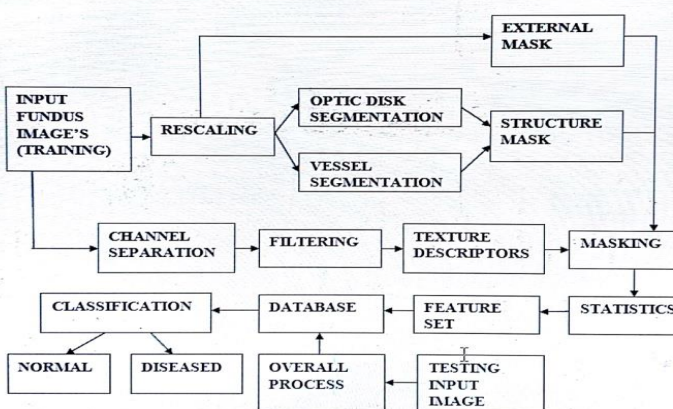 EXTERNAL
MASK
INPUT
FUNDUS
IMAGE'S
(TRAINING)
RESCALING
OPTIC DISK
SEGMENTATION
STRUCTURE
MASK
VESSEL
SEGMENTATION
CHANNEL
SEPARATION
FILTERING
TEXTURE
DESCRIPTORS
MASKING
CLASSIFICATION
DATABASE
FEATURE
SET
STATISTICS
NORMAL
DISEASED
OVERALL
PROCESS
TESTING
INPUT
IMAGE